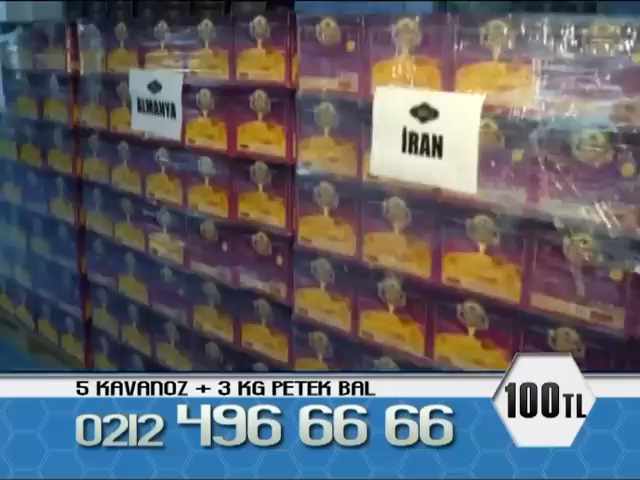 ALMANYA
İRAN
5 KAVANOZ + 3 KG PETEK BAL
100TL
0212 496 66 66